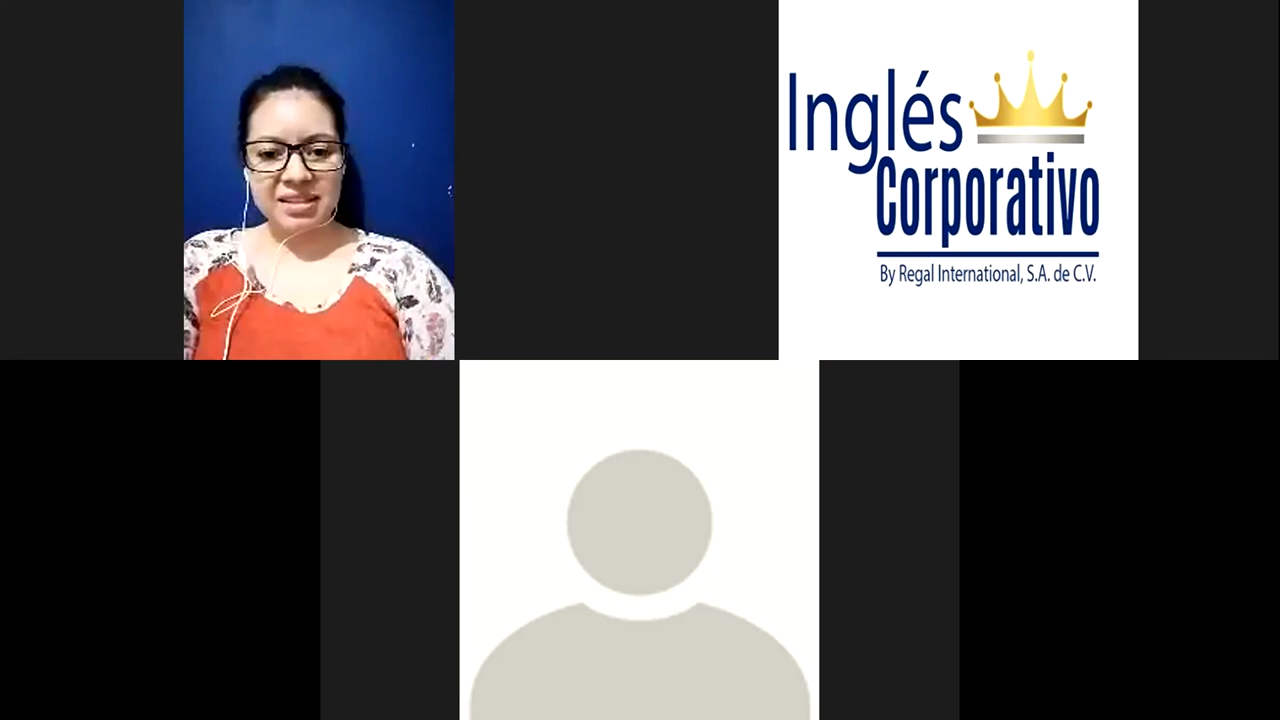 Inglés
Corporativo
By Regal International, S.A. de C.V.